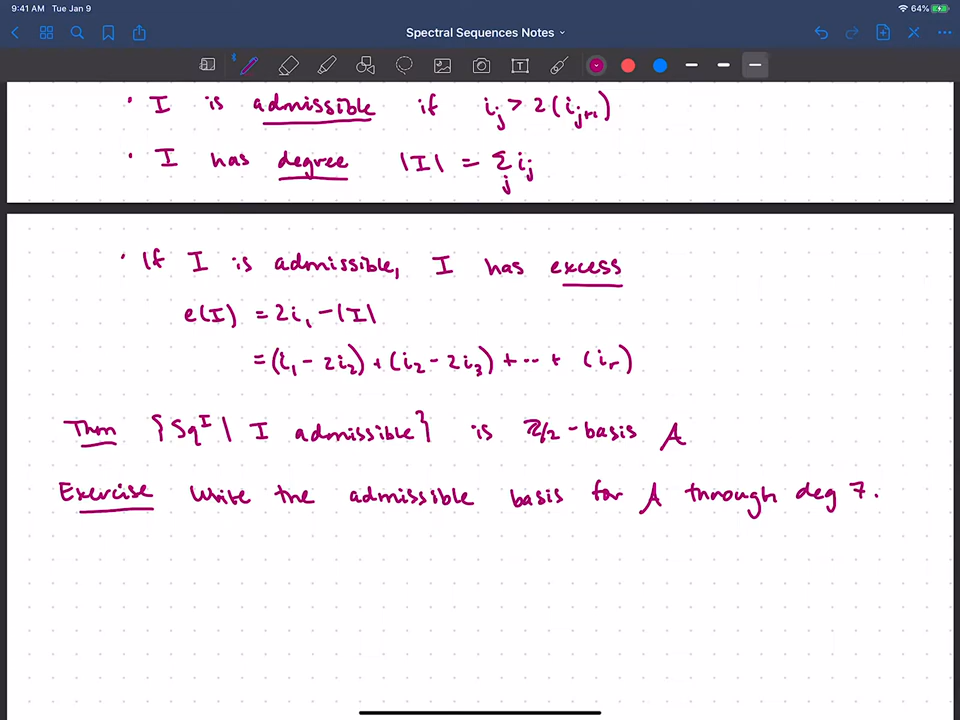 9:41 AM Tue Jan 9
64%
Spectral Sequences Notes
· I is admissible if i_j > 2(i_{j+1})
· I has degree |I| = Σ_j i_j
· If I is admissible, I has excess
e(I) = 2i_1 - |I|
= (i_1 - 2i_2) + (i_2 - 2i_3) + ... + (i_r)
Thm {Sq^I | I admissible} is Z/2-basis A
Exercise Write the admissible basis for A through deg 7.